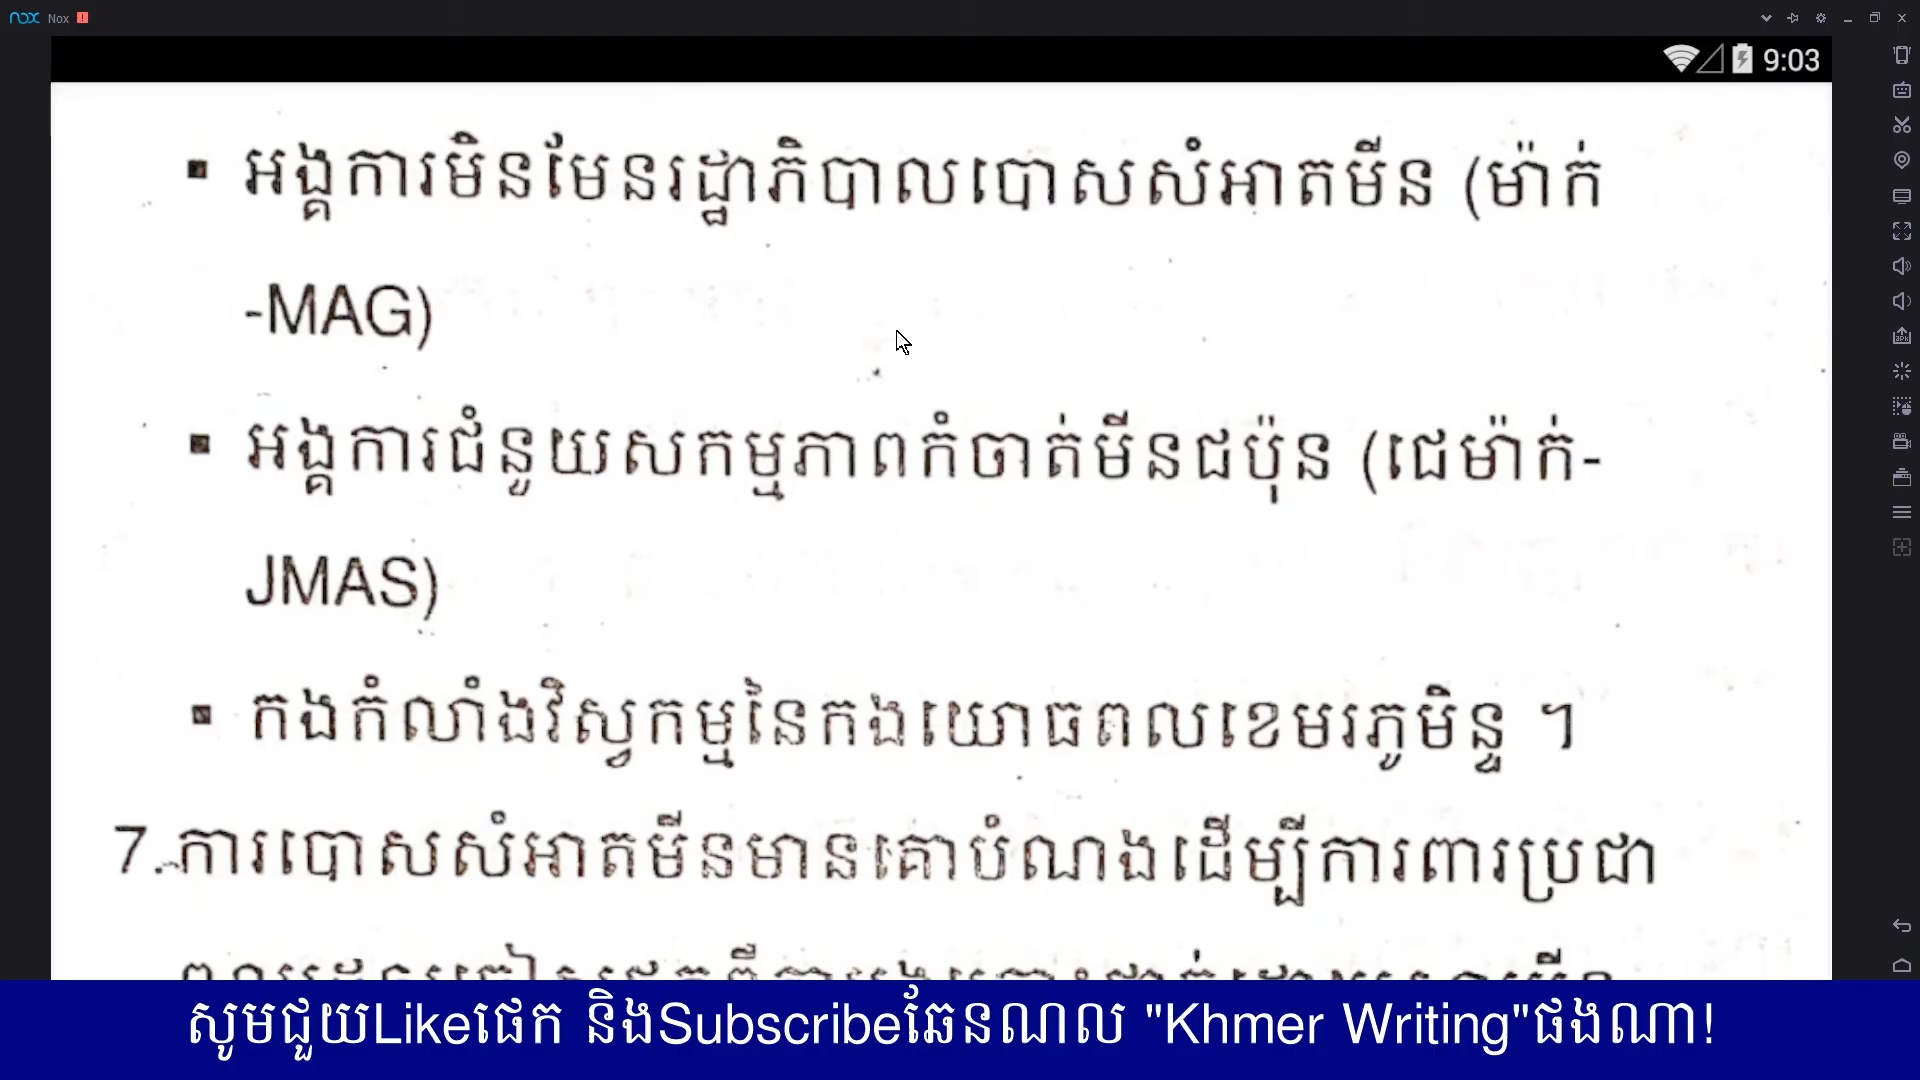 Nox
9:03
▪ អង្គការមិនមែនរដ្ឋាភិបាលបោសសំអាតមីន (ម៉ាក់
-MAG)
▪ អង្គការជំនួយសកម្មភាពកំចាត់មីនជប៉ុន (ជេម៉ាក់-
JMAS)
▪ កងកំលាំងវិស្វកម្មនៃកងយោធពលខេមរភូមិន្ទ ។
7. ការបោសសំអាតមីនមានគោបំណងដើម្បីការពារប្រជា
សូមជួយLikeផេក និងSubscribeឆែនណល "Khmer Writing"ផងណា!